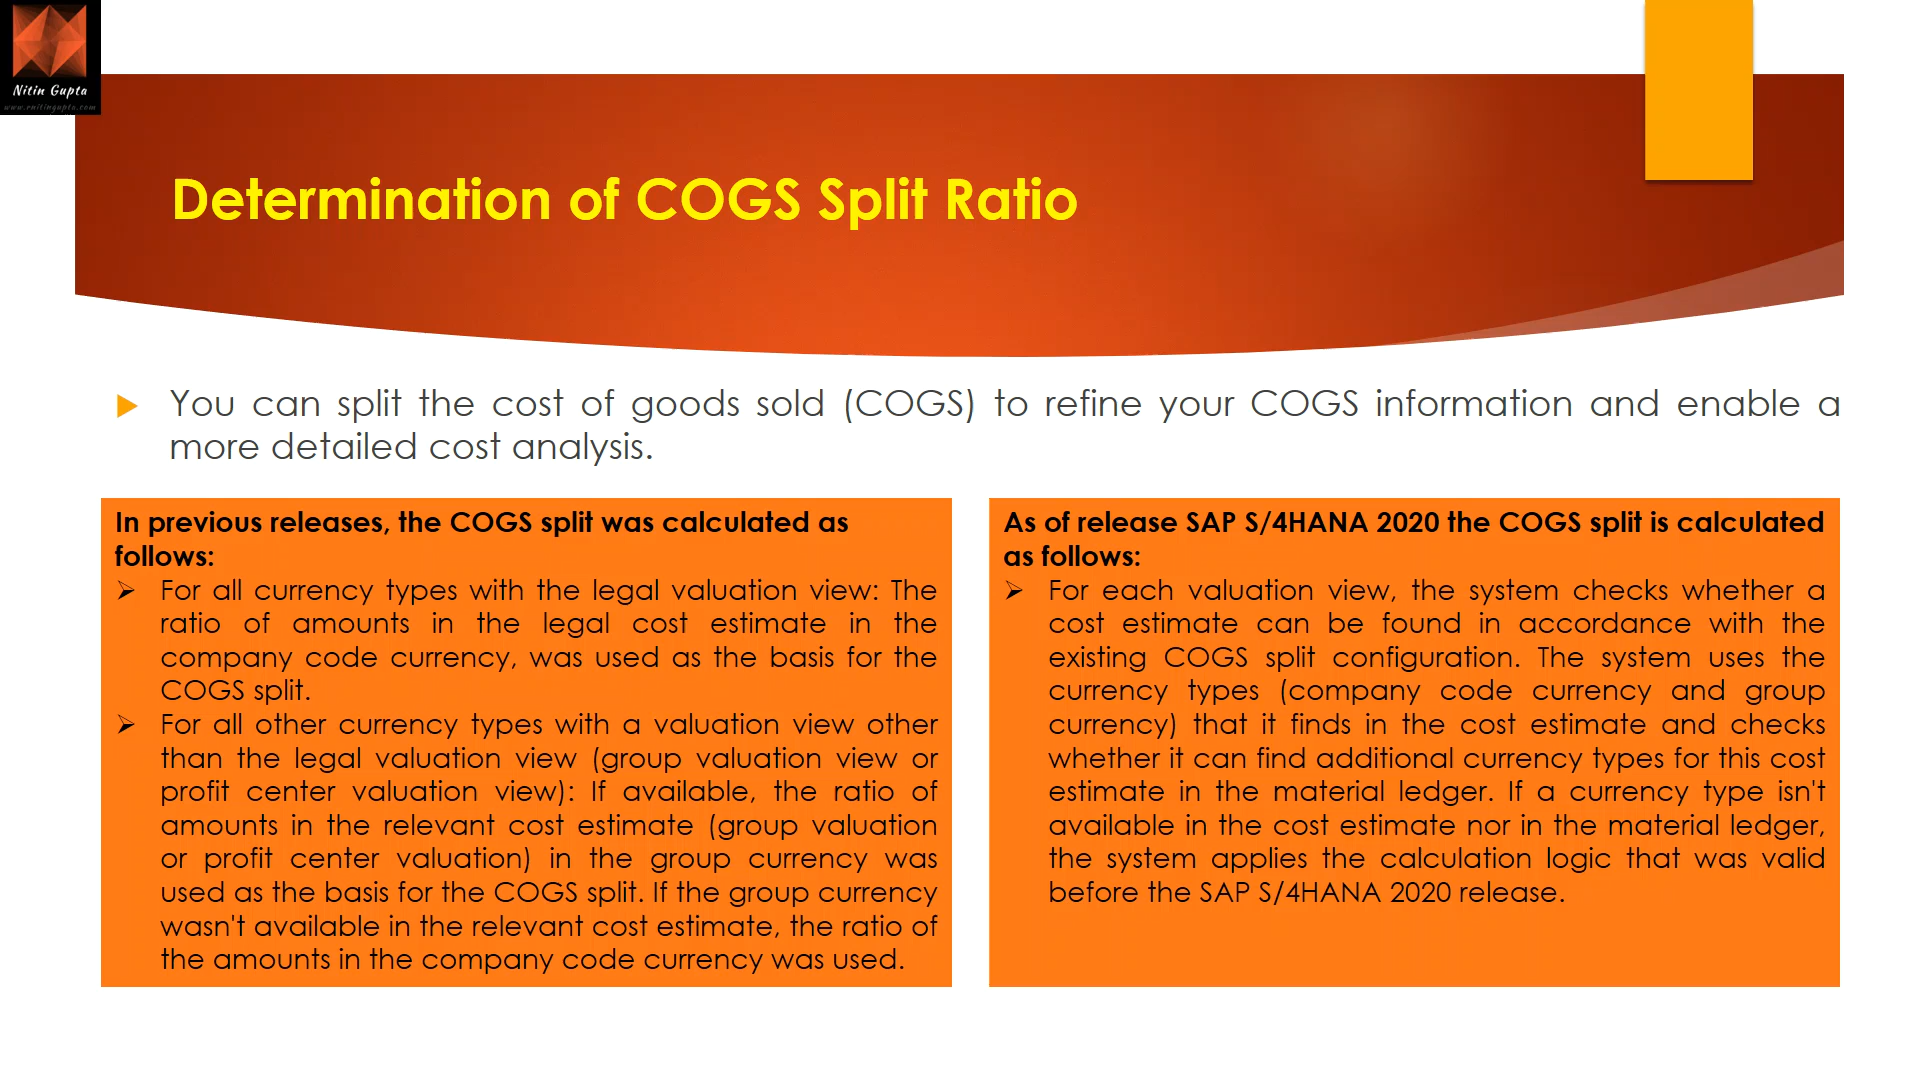 Nitin Gupta
www.enitingupta.com
Determination of COGS Split Ratio
You can split the cost of goods sold (COGS) to refine your COGS information and enable a
more detailed cost analysis.
In previous releases, the COGS split was calculated as
follows:
For all currency types with the legal valuation view: The
ratio of amounts in the legal cost estimate in the
company code currency, was used as the basis for the
COGS split.
For all other currency types with a valuation view other
than the legal valuation view (group valuation view or
profit center valuation view): If available, the ratio of
amounts in the relevant cost estimate (group valuation
or profit center valuation) in the group currency was
used as the basis for the COGS split. If the group currency
wasn't available in the relevant cost estimate, the ratio of
the amounts in the company code currency was used.
As of release SAP S/4HANA 2020 the COGS split is calculated
as follows:
For each valuation view, the system checks whether a
cost estimate can be found in accordance with the
existing COGS split configuration. The system uses the
currency types (company code currency and group
currency) that it finds in the cost estimate and checks
whether it can find additional currency types for this cost
estimate in the material ledger. If a currency type isn't
available in the cost estimate nor in the material ledger,
the system applies the calculation logic that was valid
before the SAP S/4HANA 2020 release.